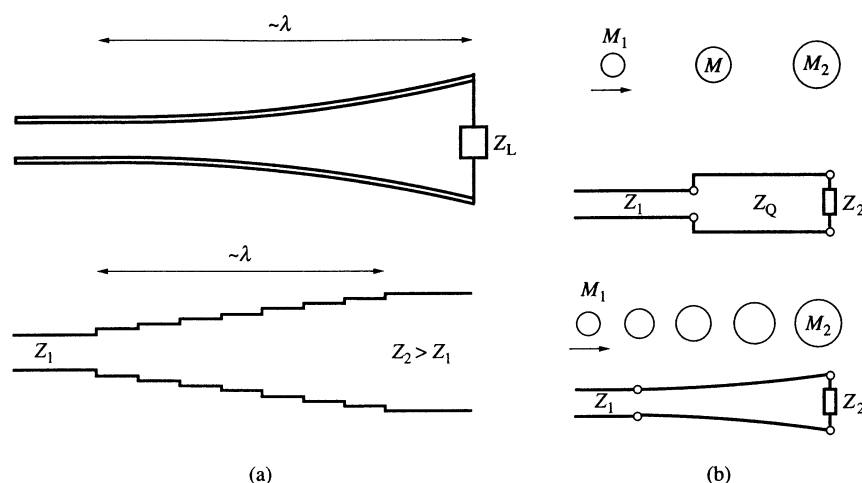 ~λ
Z_L
~λ
Z_1
Z_2 > Z_1
(a)
M_1
M
M_2
Z_1
Z_Q
Z_2
M_1
M_2
Z_1
Z_2
(b)